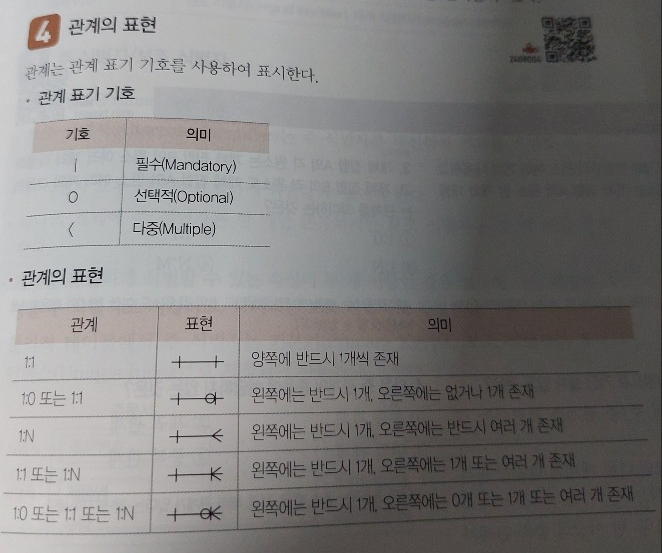 4 관계의 표현
관계는 관계 표기 기호를 사용하여 표시한다.
• 관계 표기 기호
기호 의미
| 필수(Mandatory)
○ 선택적(Optional)
< 다중(Multiple)
• 관계의 표현
관계 표현 의미
1:1 양쪽에 반드시 1개씩 존재
1:0 또는 1:1 왼쪽에는 반드시 1개, 오른쪽에는 없거나 1개 존재
1:N 왼쪽에는 반드시 1개, 오른쪽에는 반드시 여러 개 존재
1:1 또는 1:N 왼쪽에는 반드시 1개, 오른쪽에는 1개 또는 여러 개 존재
1:0 또는 1:1 또는 1:N 왼쪽에는 반드시 1개, 오른쪽에는 0개 또는 1개 또는 여러 개 존재